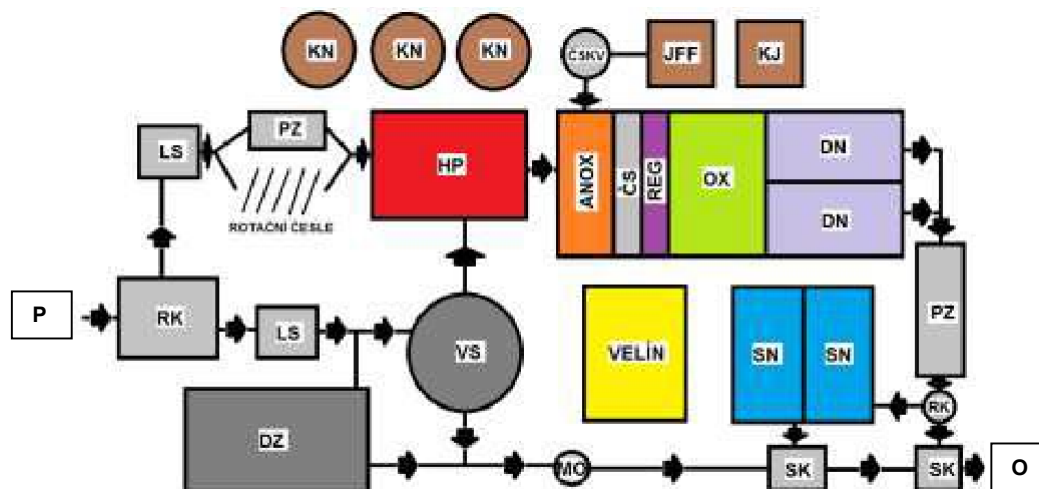 KN
KN
KN
ČSKV
JFF
KJ
LS
PZ
HP
ANOX
ČS
REG
OX
DN
DN
ROTAČNÍ ČESLE
P
RK
LS
VS
VELÍN
SN
SN
PZ
RK
DZ
MO
SK
SK
O